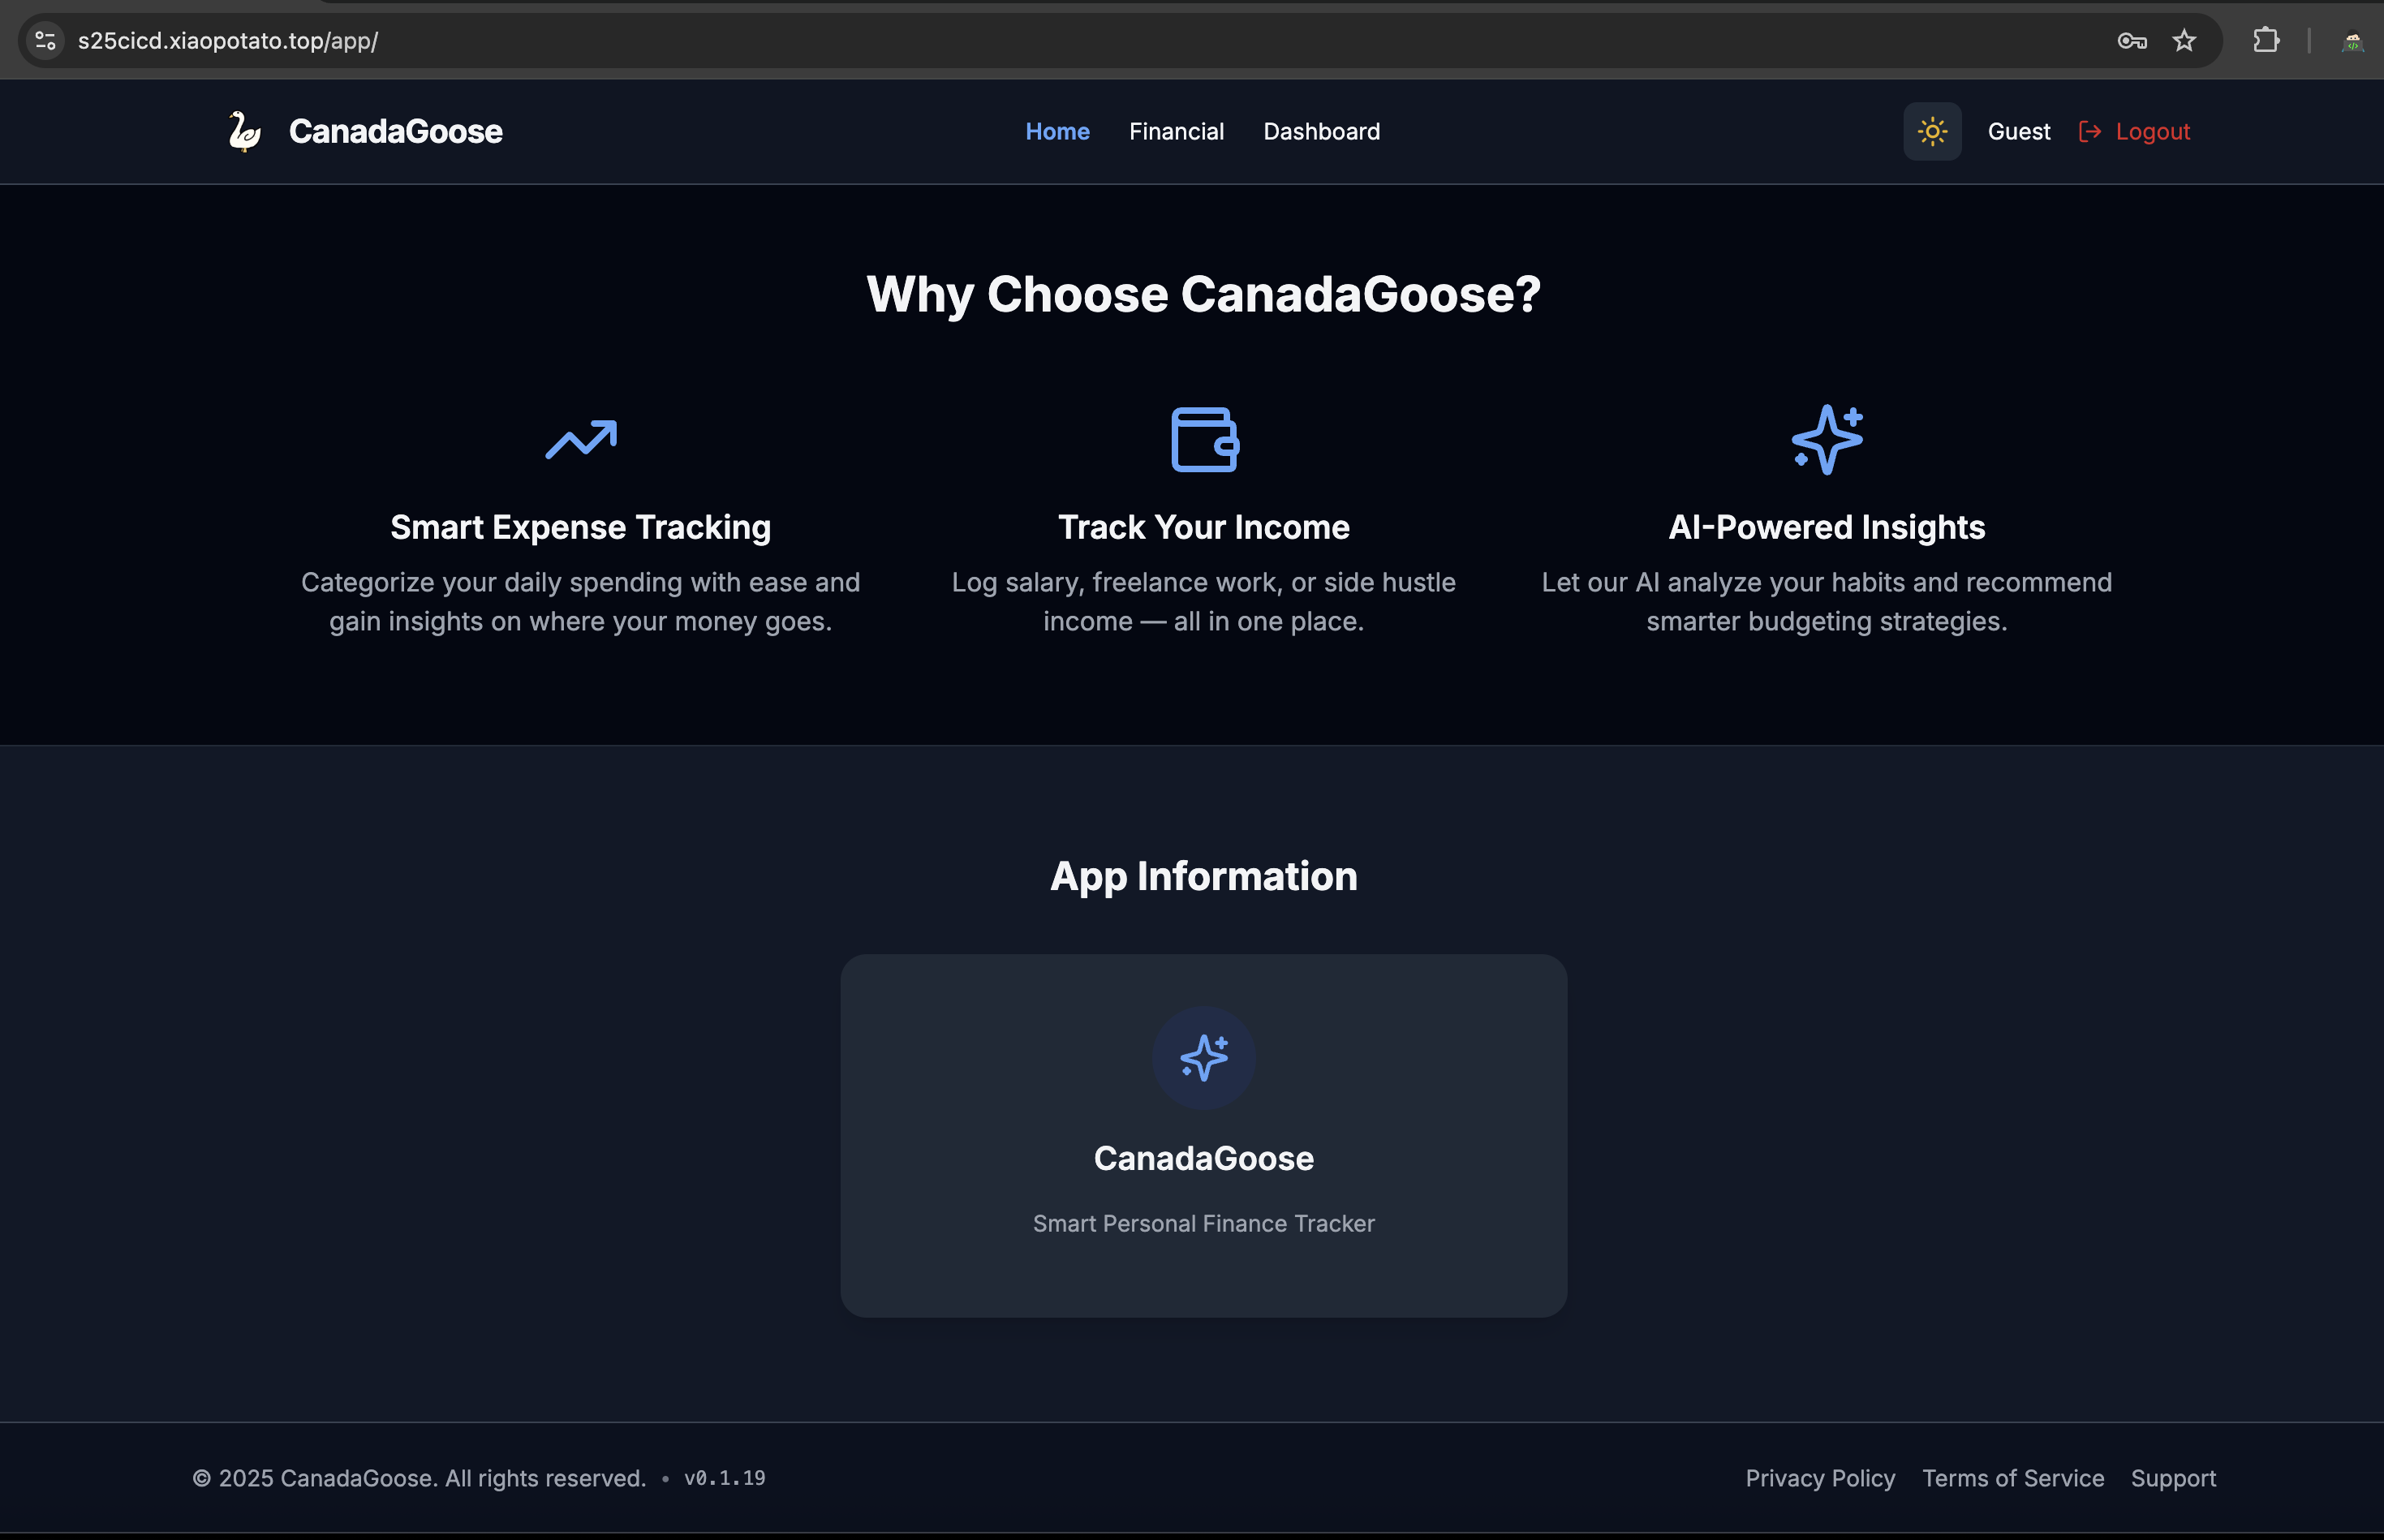 s25cicd.xiaopotato.top/app/
CanadaGoose
Home Financial Dashboard
Guest Logout
Why Choose CanadaGoose?
Smart Expense Tracking
Categorize your daily spending with ease and
gain insights on where your money goes.
Track Your Income
Log salary, freelance work, or side hustle
income — all in one place.
AI-Powered Insights
Let our AI analyze your habits and recommend
smarter budgeting strategies.
App Information
CanadaGoose
Smart Personal Finance Tracker
© 2025 CanadaGoose. All rights reserved. • v0.1.19
Privacy Policy Terms of Service Support